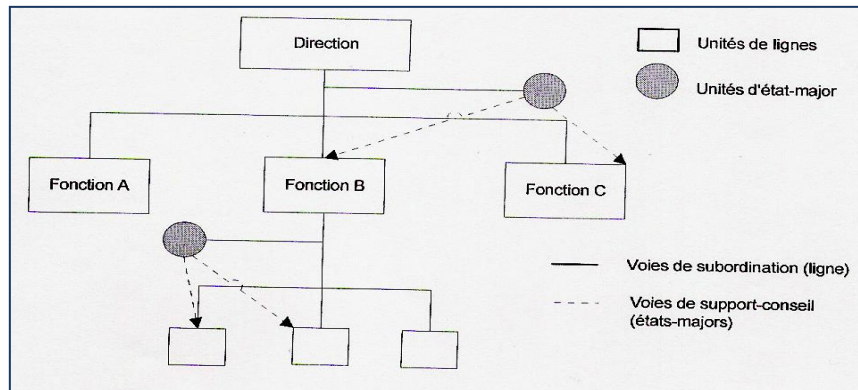 Direction
Unités de lignes
Unités d'état-major
Fonction A
Fonction B
Fonction C
Voies de subordination (ligne)
Voies de support-conseil
(états-majors)